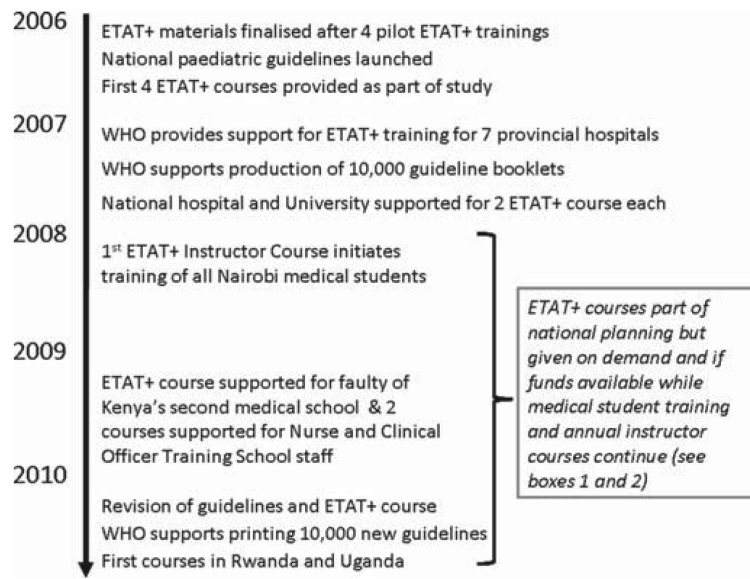 2006
ETAT+ materials finalised after 4 pilot ETAT+ trainings
National paediatric guidelines launched
First 4 ETAT+ courses provided as part of study
2007
WHO provides support for ETAT+ training for 7 provincial hospitals
WHO supports production of 10,000 guideline booklets
National hospital and University supported for 2 ETAT+ course each
2008
1st ETAT+ Instructor Course initiates
training of all Nairobi medical students
2009
ETAT+ course supported for faulty of
Kenya's second medical school & 2
courses supported for Nurse and Clinical
Officer Training School staff
2010
Revision of guidelines and ETAT+ course
WHO supports printing 10,000 new guidelines
First courses in Rwanda and Uganda
ETAT+ courses part of
national planning but
given on demand and if
funds available while
medical student training
and annual instructor
courses continue (see
boxes 1 and 2)